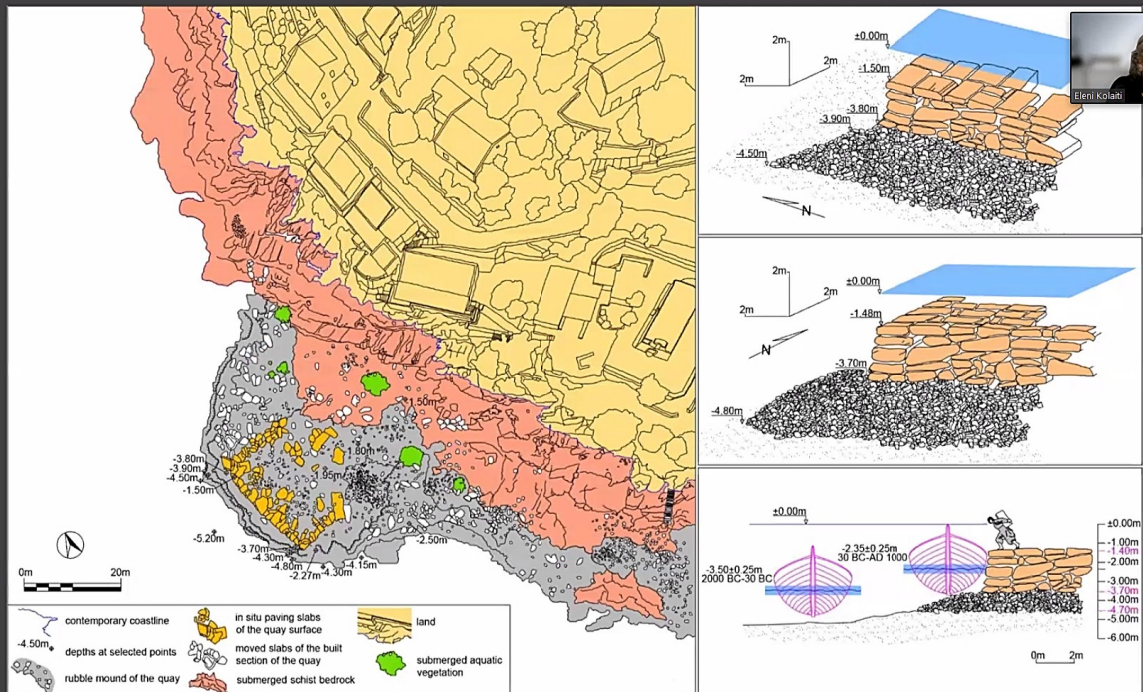 1.50m
1.80m
1.95m
-3.80m
-3.90m
-4.50m
-1.50m
-5.20m
-3.70m
-4.30m
-4.80m
-2.27m
-4.30m
-4.15m
-2.50m
0m 20m
contemporary coastline
-4.50m depths at selected points
rubble mound of the quay
in situ paving slabs
of the quay surface
moved slabs of the built
section of the quay
submerged schist bedrock
land
submerged aquatic
vegetation
2m
2m
2m
±0.00m
-1.50m
-3.80m
-3.90m
-4.50m
N
Eleni Kolaiti
2m
2m
2m
±0.00m
-1.48m
-3.70m
-4.80m
N
±0.00m
-2.35±0.25m
30 BC-AD 1000
-3.50±0.25m
2000 BC-30 BC
±0.00m
-1.00m
-1.40m
-2.00m
-3.00m
-3.70m
-4.00m
-4.70m
-5.00m
-6.00m
0m 2m